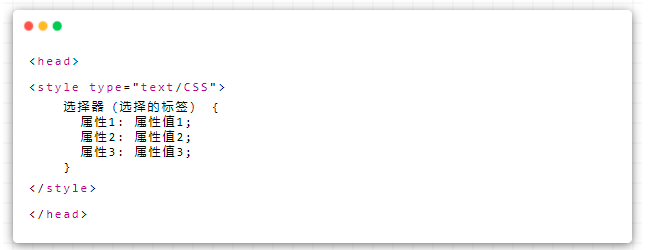 <head>
<style type="text/CSS">
选择器 (选择的标签) {
属性1: 属性值1;
属性2: 属性值2;
属性3: 属性值3;
}
</style>
</head>